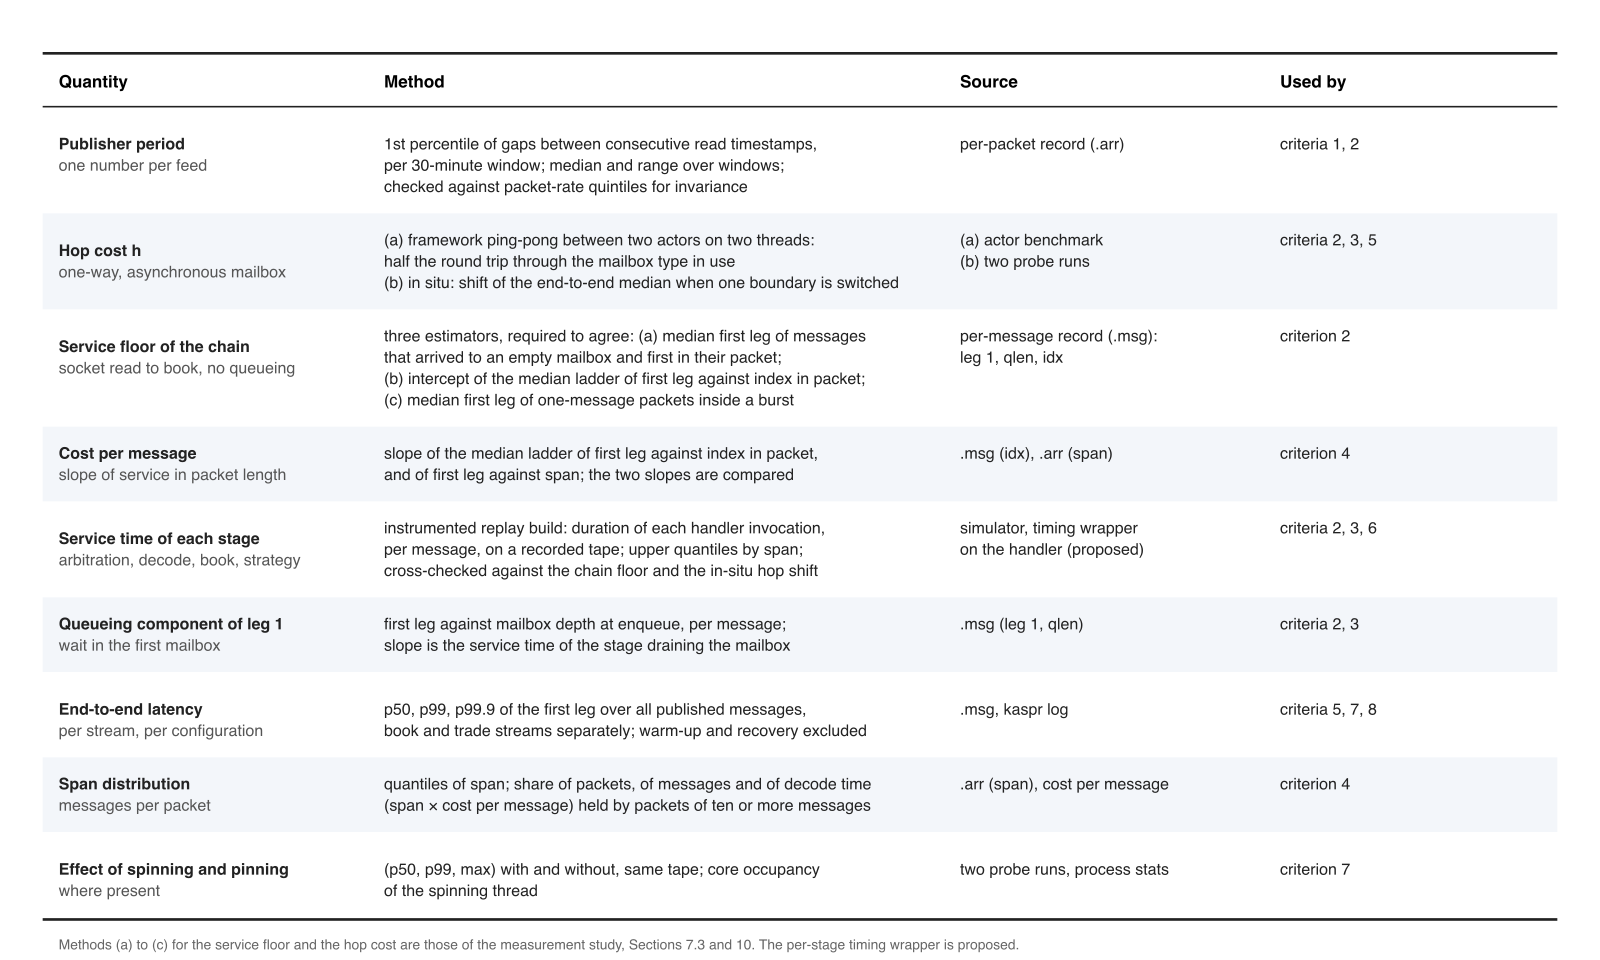 Quantity Method Source Used by
Publisher period 1st percentile of gaps between consecutive read timestamps, per-packet record (.arr) criteria 1, 2
one number per feed per 30-minute window; median and range over windows;
checked against packet-rate quintiles for invariance
(a) framework ping-pong between two actors on two threads: (a) actor benchmark criteria 2, 3, 5
Hop cost h
half the round trip through the mailbox type in use (b) two probe runs
one-way, asynchronous mailbox
(b) in situ: shift of the end-to-end median when one boundary is switched
three estimators, required to agree: (a) median first leg of messages per-message record (.msg): criterion 2
Service floor of the chain
that arrived to an empty mailbox and first in their packet; leg 1, qlen, idx
socket read to book, no queueing
(b) intercept of the median ladder of first leg against index in packet;
(c) median first leg of one-message packets inside a burst
Cost per message slope of the median ladder of first leg against index in packet, .msg (idx), .arr (span) criterion 4
slope of service in packet length and of first leg against span; the two slopes are compared
instrumented replay build: duration of each handler invocation, simulator, timing wrapper criteria 2, 3, 6
Service time of each stage
per message, on a recorded tape; upper quantiles by span; on the handler (proposed)
arbitration, decode, book, strategy
cross-checked against the chain floor and the in-situ hop shift
Queueing component of leg 1 first leg against mailbox depth at enqueue, per message; .msg (leg 1, qlen) criteria 2, 3
wait in the first mailbox slope is the service time of the stage draining the mailbox
End-to-end latency p50, p99, p99.9 of the first leg over all published messages, .msg, kaspr log criteria 5, 7, 8
per stream, per configuration book and trade streams separately; warm-up and recovery excluded
Span distribution quantiles of span; share of packets, of messages and of decode time .arr (span), cost per message criterion 4
messages per packet (span × cost per message) held by packets of ten or more messages
Effect of spinning and pinning (p50, p99, max) with and without, same tape; core occupancy two probe runs, process stats criterion 7
where present of the spinning thread
Methods (a) to (c) for the service floor and the hop cost are those of the measurement study, Sections 7.3 and 10. The per-stage timing wrapper is proposed.